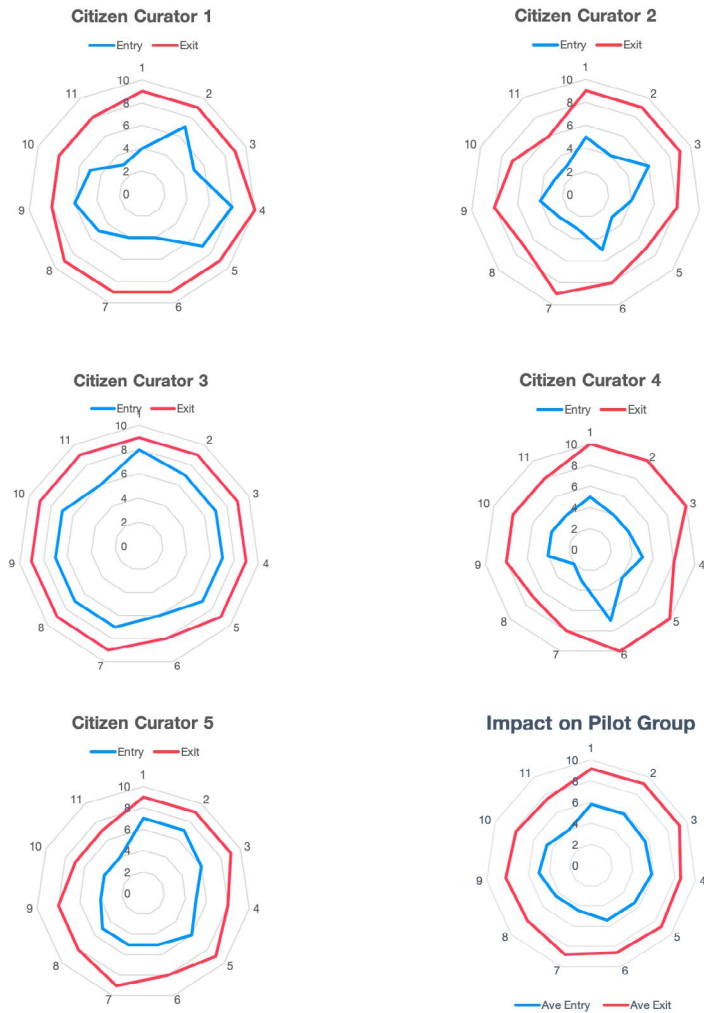 Citizen Curator 1
Entry Exit
1
10
11 2
8
10 6 3
4
2
9 0 4
8 5
7 6
Citizen Curator 2
Entry Exit
1
10
11 2
8
10 6 3
4
2
9 0 4
8 5
7 6
Citizen Curator 3
Entry Exit
1
10
11 2
8
10 6 3
4
2
9 0 4
8 5
7 6
Citizen Curator 4
Entry Exit
1
10
11 2
8
10 6 3
4
2
9 0 4
8 5
7 6
Citizen Curator 5
Entry Exit
1
10
11 2
8
10 6 3
4
2
9 0 4
8 5
7 6
Impact on Pilot Group
1
10
11 2
8
10 6 3
4
2
9 0 4
8 5
7 6
Ave Entry Ave Exit